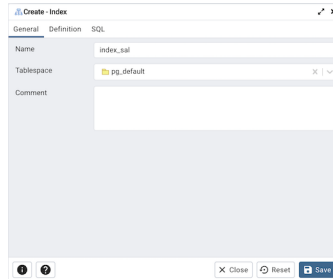 Create - Index
General Definition SQL
Name index_sal
Tablespace pg_default
Comment
Close Reset Save